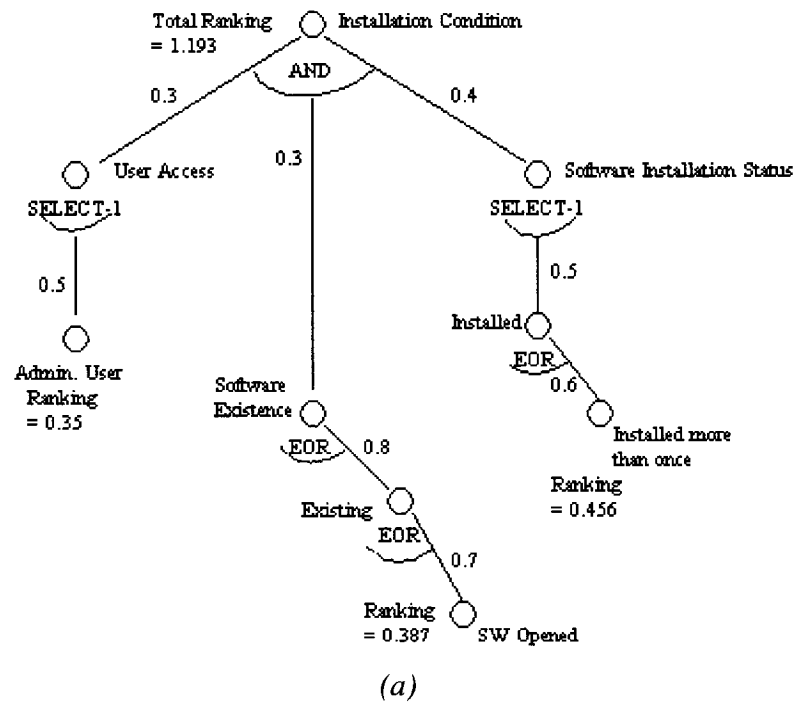 Total Ranking
= 1.193
Installation Condition
AND
0.3
0.3
0.4
User Access
Software Installation Status
SELECT-1
SELECT-1
0.5
0.5
Admin. User
Ranking
= 0.35
Installed
EOR
0.6
Installed more
than once
Ranking
= 0.456
Software
Existence
EOR
0.8
Existing
EOR
0.7
Ranking
= 0.387
SW Opened
(a)